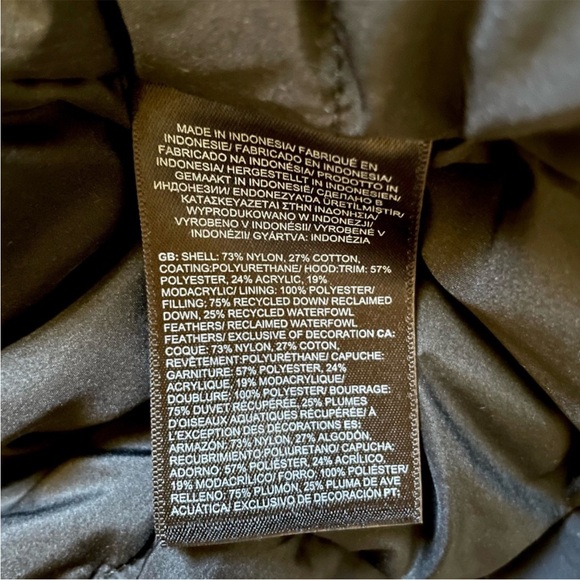 MADE IN INDONESIA/ FABRIQUÉ EN
INDONESIE/ FABRICADO EN INDONESIA/
FABRICADO NA INDONÉSIA/ PRODOTTO IN
INDONESIA/ HERGESTELLT IN INDONESIEN/
GEMAAKT IN INDONESIË/ СДЕЛАНО В
ИНДОНЕЗИИ/ ENDONEZYA'DA ÜRETİLMİŞTİR/
ΚΑΤΑΣΚΕΥΑΖΕΤΑΙ ΣΤΗΝ ΙΝΔΟΝΗΣΙΑ/
WYPRODUKOWANO W INDONEZJI/
VYROBENO V INDONÉSII/ VYROBENÉ V
INDONÉZII/ GYÁRTVA: INDONÉZIA
GB: SHELL: 73% NYLON, 27% COTTON,
COATING:POLYURETHANE/ HOOD:TRIM: 57%
POLYESTER, 24% ACRYLIC, 19%
MODACRYLIC/ LINING: 100% POLYESTER/
FILLING: 75% RECYCLED DOWN/ RECLAIMED
DOWN, 25% RECYCLED WATERFOWL
FEATHERS/ RECLAIMED WATERFOWL
FEATHERS/ EXCLUSIVE OF DECORATION CA:
COQUE: 73% NYLON, 27% COTON,
REVÊTEMENT:POLYURÉTHANE/ CAPUCHE:
GARNITURE: 57% POLYESTER, 24%
ACRYLIQUE, 19% MODACRYLIQUE/
DOUBLURE: 100% POLYESTER/ BOURRAGE:
75% DUVET RÉCUPÉRÉE, 25% PLUMES
D'OISEAUX AQUATIQUES RÉCUPÉRÉE/ À
L'EXCEPTION DES DÉCORATIONS ES:
ARMAZÓN: 73% NYLON, 27% ALGODÓN,
RECUBRIMIENTO:POLIURETANO/ CAPUCHA:
ADORNO: 57% POLIÉSTER, 24% ACRÍLICO,
19% MODACRÍLICO/ FORRO: 100% POLIÉSTER/
RELLENO: 75% PLUMÓN, 25% PLUMA DE AVE
ACUÁTICA/ EXCLUSIVO DE DECORACIÓN PT: